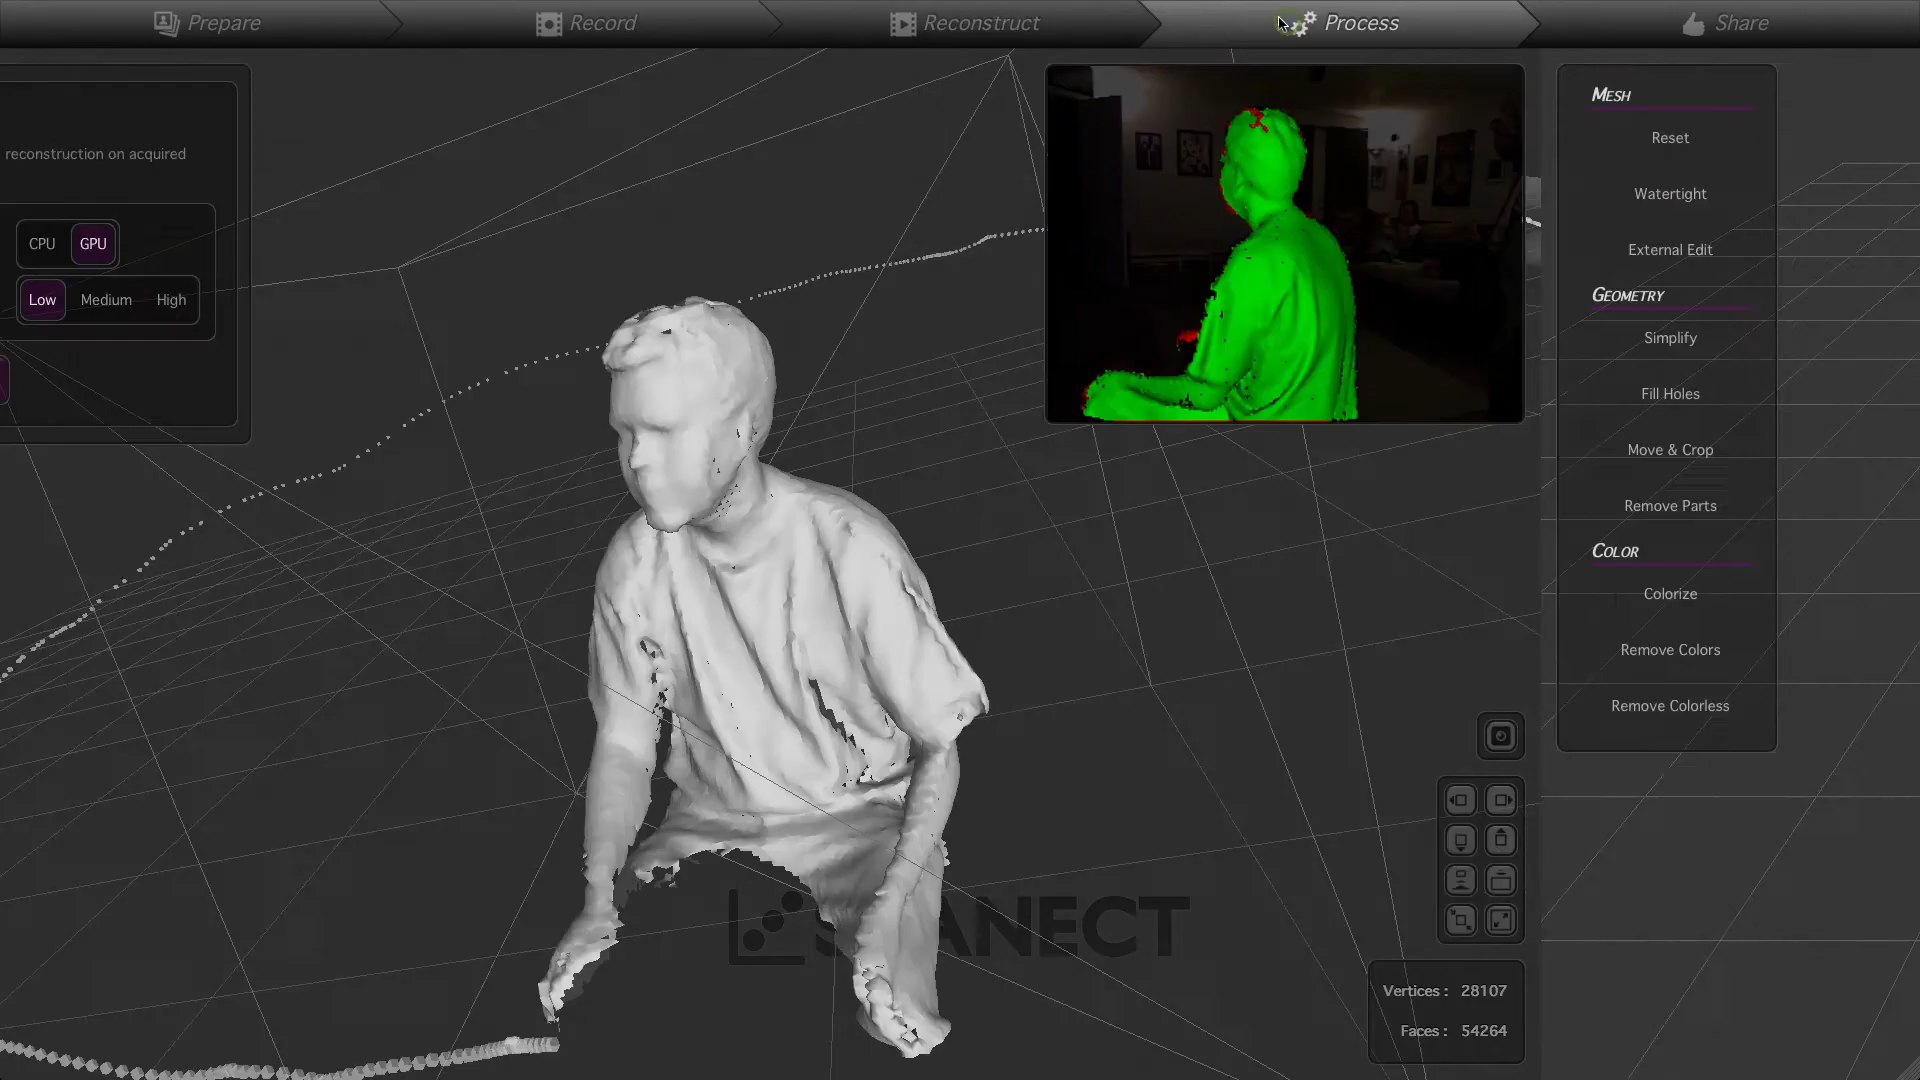 Prepare
Record
Reconstruct
Process
Share
reconstruction on acquired
CPU GPU
Low Medium High
Mesh
Reset
Watertight
External Edit
Geometry
Simplify
Fill Holes
Move & Crop
Remove Parts
Color
Colorize
Remove Colors
Remove Colorless
Vertices : 28107
Faces : 54264